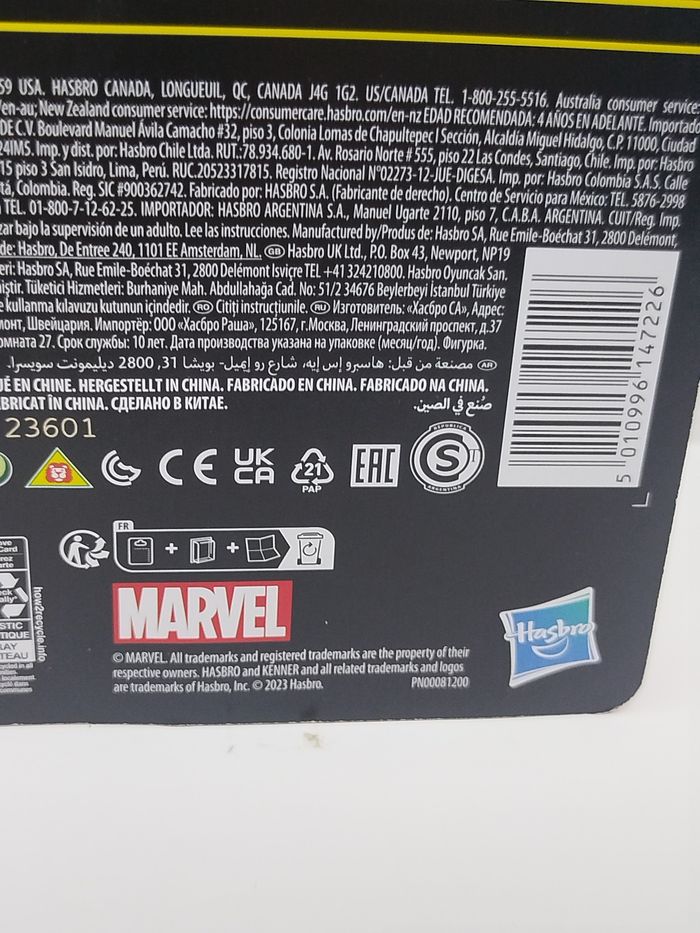 59 USA. HASBRO CANADA, LONGUEUIL, QC, CANADA J4G 1G2. US/CANADA TEL. 1-800-255-5516. Australia consumer service:
/en-au; New Zealand consumer service: https://consumercare.hasbro.com/en-nz EDAD RECOMENDADA: 4 AÑOS EN ADELANTE. Importado
DE C.V. Boulevard Manuel Ávila Camacho #32, piso 3, Colonia Lomas de Chapultepec I Sección, Alcaldía Miguel Hidalgo, C.P. 11000, Ciudad
24IM5. Imp. y dist. por: Hasbro Chile Ltda. RUT.:78.934.680-1. Av. Rosario Norte # 555, piso 22 Las Condes, Santiago, Chile. Imp. por: Hasbro
15 piso 3 San Isidro, Lima, Perú. RUC.20523317815. Registro Nacional N°02273-12-JUE-DIGESA. Imp. por: Hasbro Colombia S.A.S. Calle
tá, Colombia. Reg. SIC #900362742. Fabricado por: HASBRO S.A. (Fabricante de derecho). Centro de Servicio para México: TEL. 5876-2998
TEL. 01-800-7-12-62-25. IMPORTADOR: HASBRO ARGENTINA S.A., Manuel Ugarte 2110, piso 7, C.A.B.A. ARGENTINA. CUIT/Reg. Imp.
zar bajo la supervisión de un adulto. Lee las instrucciones. Manufactured by/Produs de: Hasbro SA, Rue Emile-Boéchat 31, 2800 Delémont,
de: Hasbro, De Entree 240, 1101 EE Amsterdam, NL. GB Hasbro UK Ltd., P.O. Box 43, Newport, NP19
eri: Hasbro SA, Rue Emile-Boéchat 31, 2800 Delémont İsviçre TEL +41 324210800. Hasbro Oyuncak San.
miştir. Tüketici Hizmetleri: Burhaniye Mah. Abdullahağa Cad. No: 51/2 34676 Beylerbeyi İstanbul Türkiye
e kullanma kılavuzu kutunun içindedir. RO Citiți instrucțiunile. RU Изготовитель: «Хасбро СА», Адрес:
монт, Швейцария. Импортёр: ООО «Хасбро Раша», 125167, г.Москва, Ленинградский проспект, д.37
омната 27. Срок службы: 10 лет. Дата производства указана на упаковке (месяц/год). Фигурка.
AR مصنعة من قبل: هاسبرو إس إيه، شارع رو إميل- بويشا 31, 2800 ديليمونت سويسرا.
UÉ EN CHINE. HERGESTELLT IN CHINA. FABRICADO EN CHINA. FABRICADO NA CHINA.
ABRICAT ÎN CHINA. СДЕЛАНО В КИТАЕ.
صُنع في الصين.
23601
CE
UK
CA
21
PAP
EAC
REPUBLICA
S
ARGENTINA
5 010996 147226
FR
how2recycle.info
MARVEL
Hasbro
© MARVEL. All trademarks and registered trademarks are the property of their
respective owners. HASBRO and KENNER and all related trademarks and logos
are trademarks of Hasbro, Inc. © 2023 Hasbro.
PN00081200